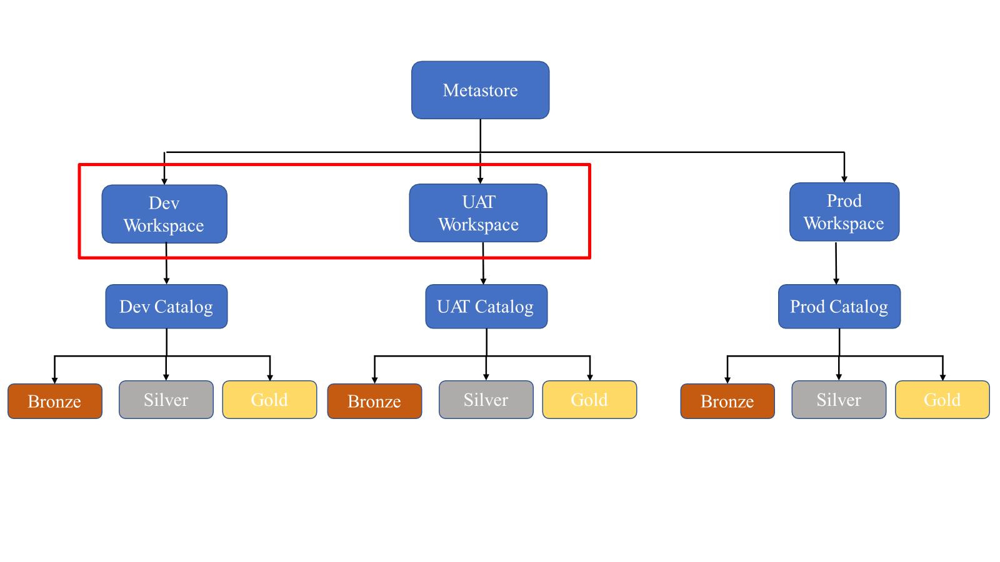 Metastore
Dev
Workspace
UAT
Workspace
Prod
Workspace
Dev Catalog
UAT Catalog
Prod Catalog
Bronze
Silver
Gold
Bronze
Silver
Gold
Bronze
Silver
Gold